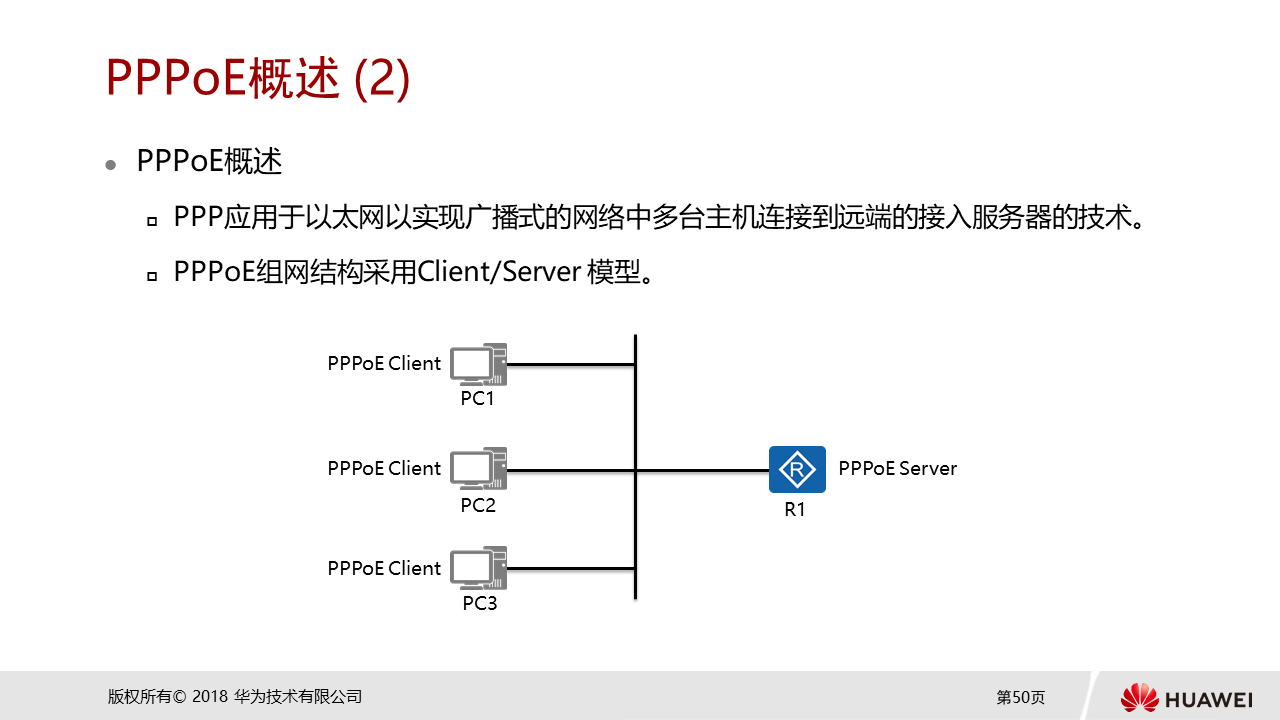 PPPoE概述 (2)
PPPoE概述
PPP应用于以太网以实现广播式的网络中多台主机连接到远端的接入服务器的技术。
PPPoE组网结构采用Client/Server 模型。
PPPoE Client
PC1
PPPoE Client
PC2
R
PPPoE Server
R1
PPPoE Client
PC3
版权所有© 2018 华为技术有限公司
第50页
HUAWEI